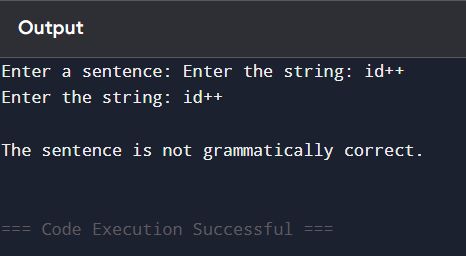 Output
Enter a sentence: Enter the string: id++
Enter the string: id++
The sentence is not grammatically correct.
=== Code Execution Successful ===